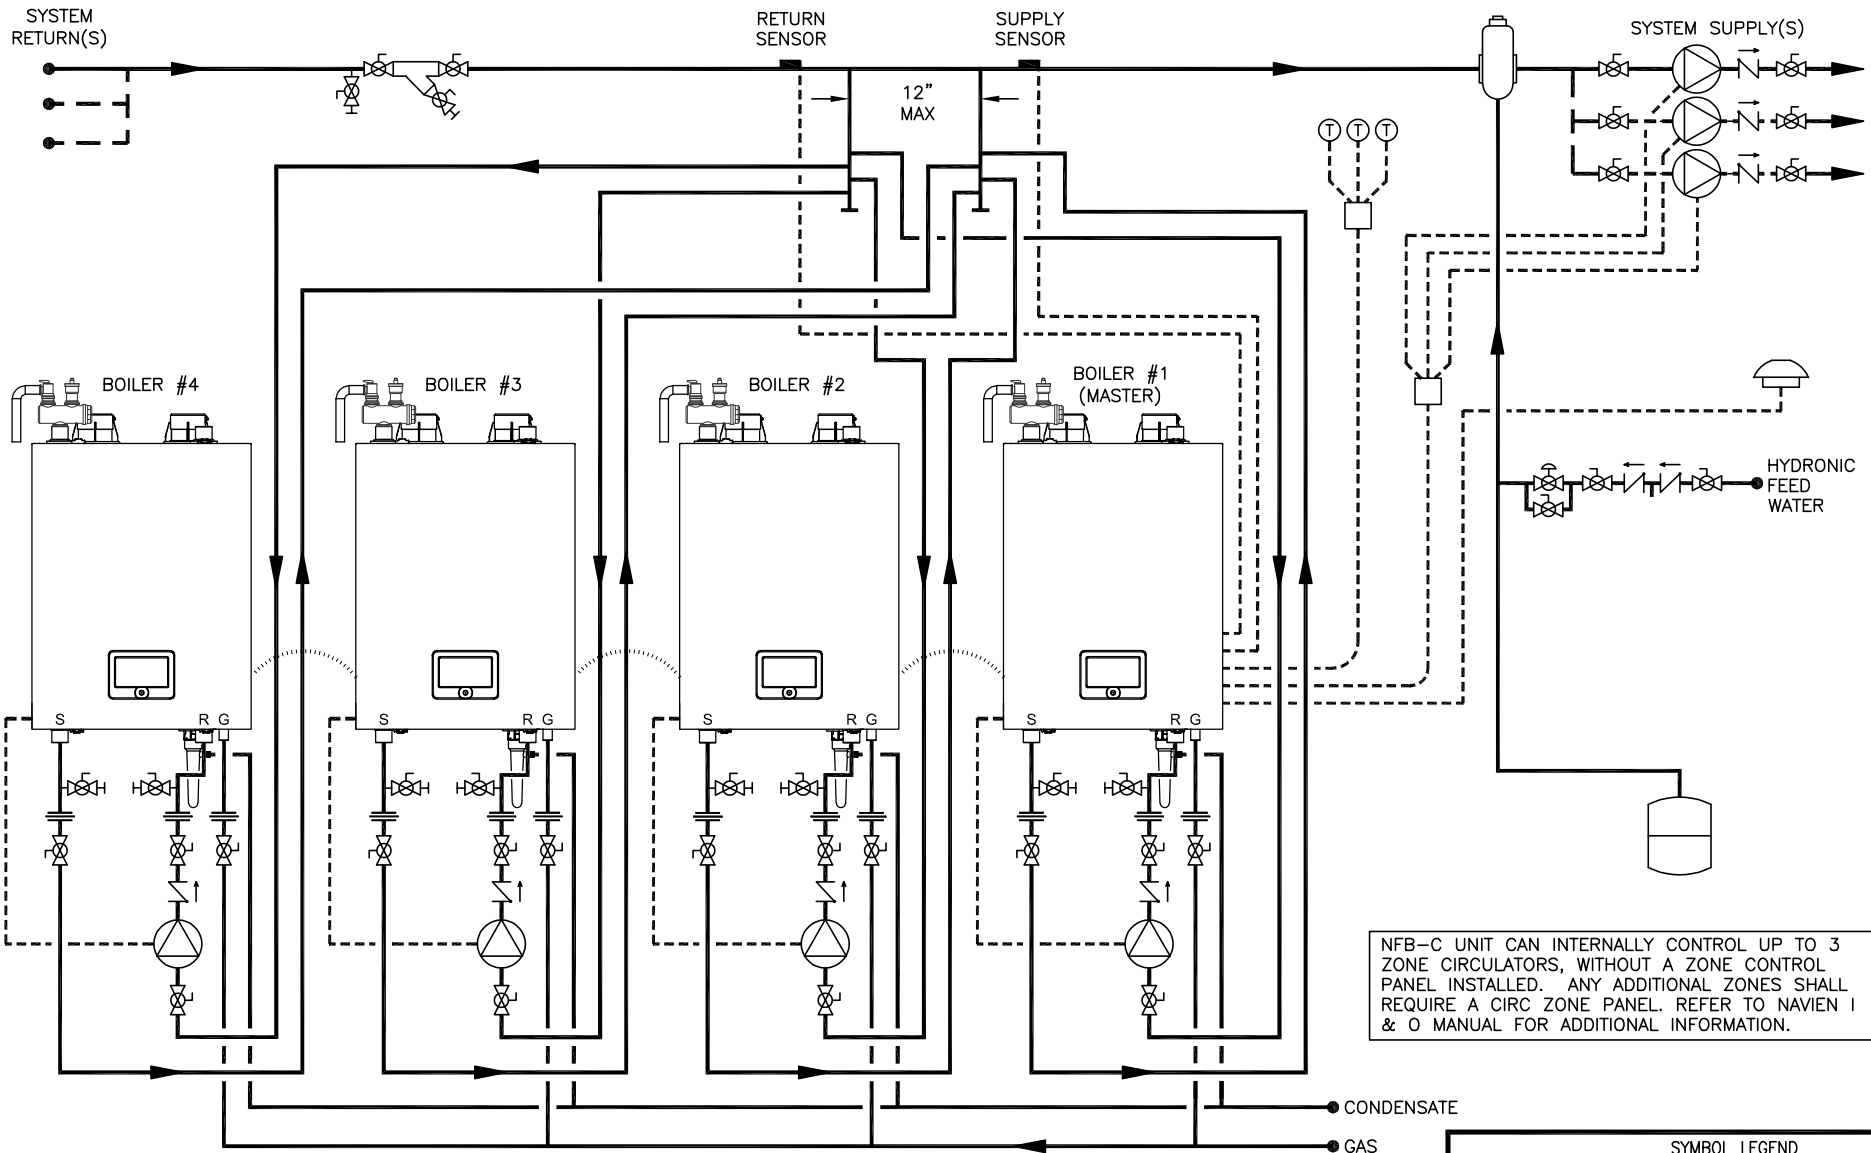 SYSTEM
RETURN(S)
RETURN
SENSOR
SUPPLY
SENSOR
SYSTEM SUPPLY(S)
12"
MAX
T T T
BOILER #4
BOILER #3
BOILER #2
BOILER #1
(MASTER)
HYDRONIC
FEED
WATER
S R G
S R G
S R G
S R G
NFB-C UNIT CAN INTERNALLY CONTROL UP TO 3
ZONE CIRCULATORS, WITHOUT A ZONE CONTROL
PANEL INSTALLED. ANY ADDITIONAL ZONES SHALL
REQUIRE A CIRC ZONE PANEL. REFER TO NAVIEN I
& O MANUAL FOR ADDITIONAL INFORMATION.
CONDENSATE
GAS
SYMBOL LEGEND